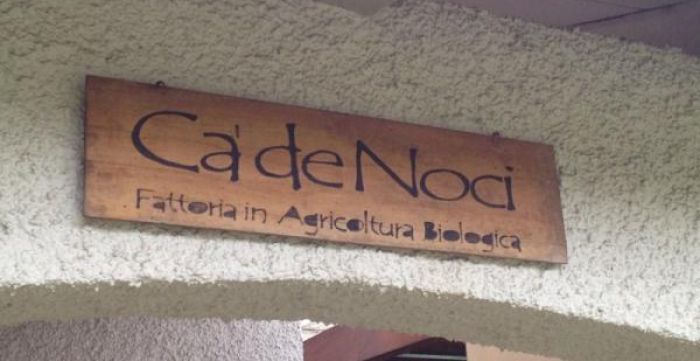 Ca' de Noci
Fattoria in Agricoltura Biologica